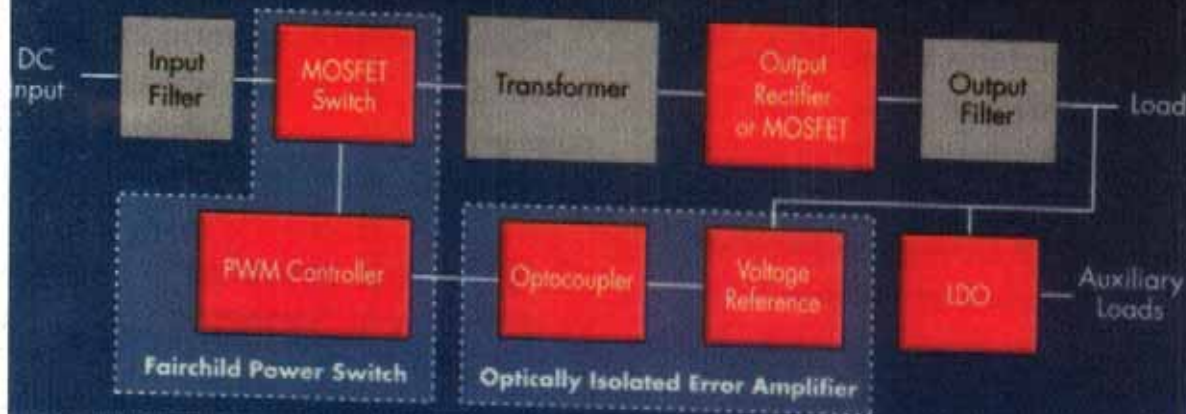 DC
Input
Input
Filter
MOSFET
Switch
Transformer
Output
Rectifier
or MOSFET
Output
Filter
Load
PWM Controller
Optocoupler
Voltage
Reference
LDO
Auxiliary
Loads
Fairchild Power Switch
Optically Isolated Error Amplifier